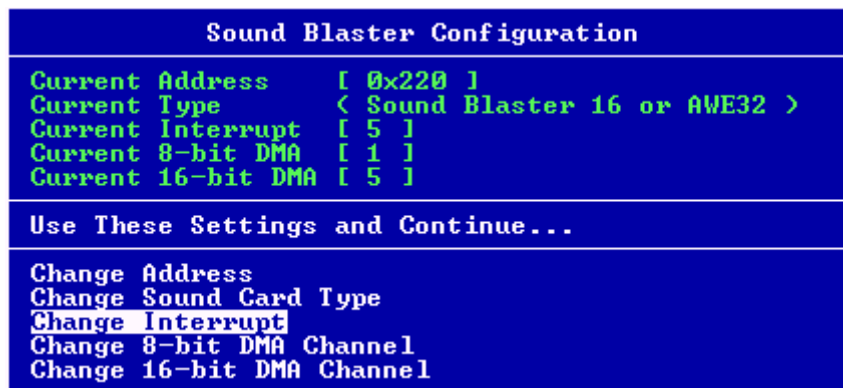 Sound Blaster Configuration
Current Address [ 0x220 ]
Current Type < Sound Blaster 16 or AWE32 >
Current Interrupt [ 5 ]
Current 8-bit DMA [ 1 ]
Current 16-bit DMA [ 5 ]
Use These Settings and Continue...
Change Address
Change Sound Card Type
Change Interrupt
Change 8-bit DMA Channel
Change 16-bit DMA Channel